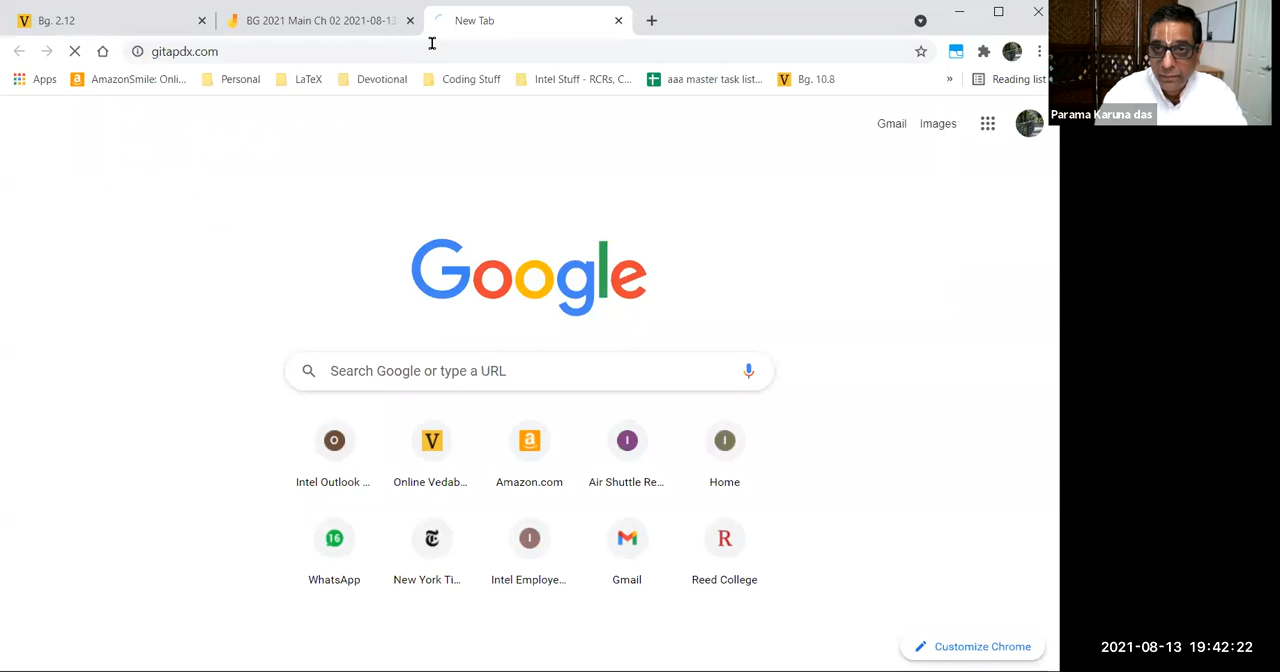 V Bg. 2.12
BG 2021 Main Ch 02 2021-08-13
New Tab
gitapdx.com
Apps
a AmazonSmile: Onli...
Personal
LaTeX
Devotional
Coding Stuff
Intel Stuff - RCRs, C...
aaa master task list...
V Bg. 10.8
»
Reading list
Parama Karuna das
Gmail Images
Google
Search Google or type a URL
O V a I I
Intel Outlook ... Online Vedab... Amazon.com Air Shuttle Re... Home
16 T I M R
WhatsApp New York Ti... Intel Employe... Gmail Reed College
Customize Chrome
2021-08-13 19:42:22